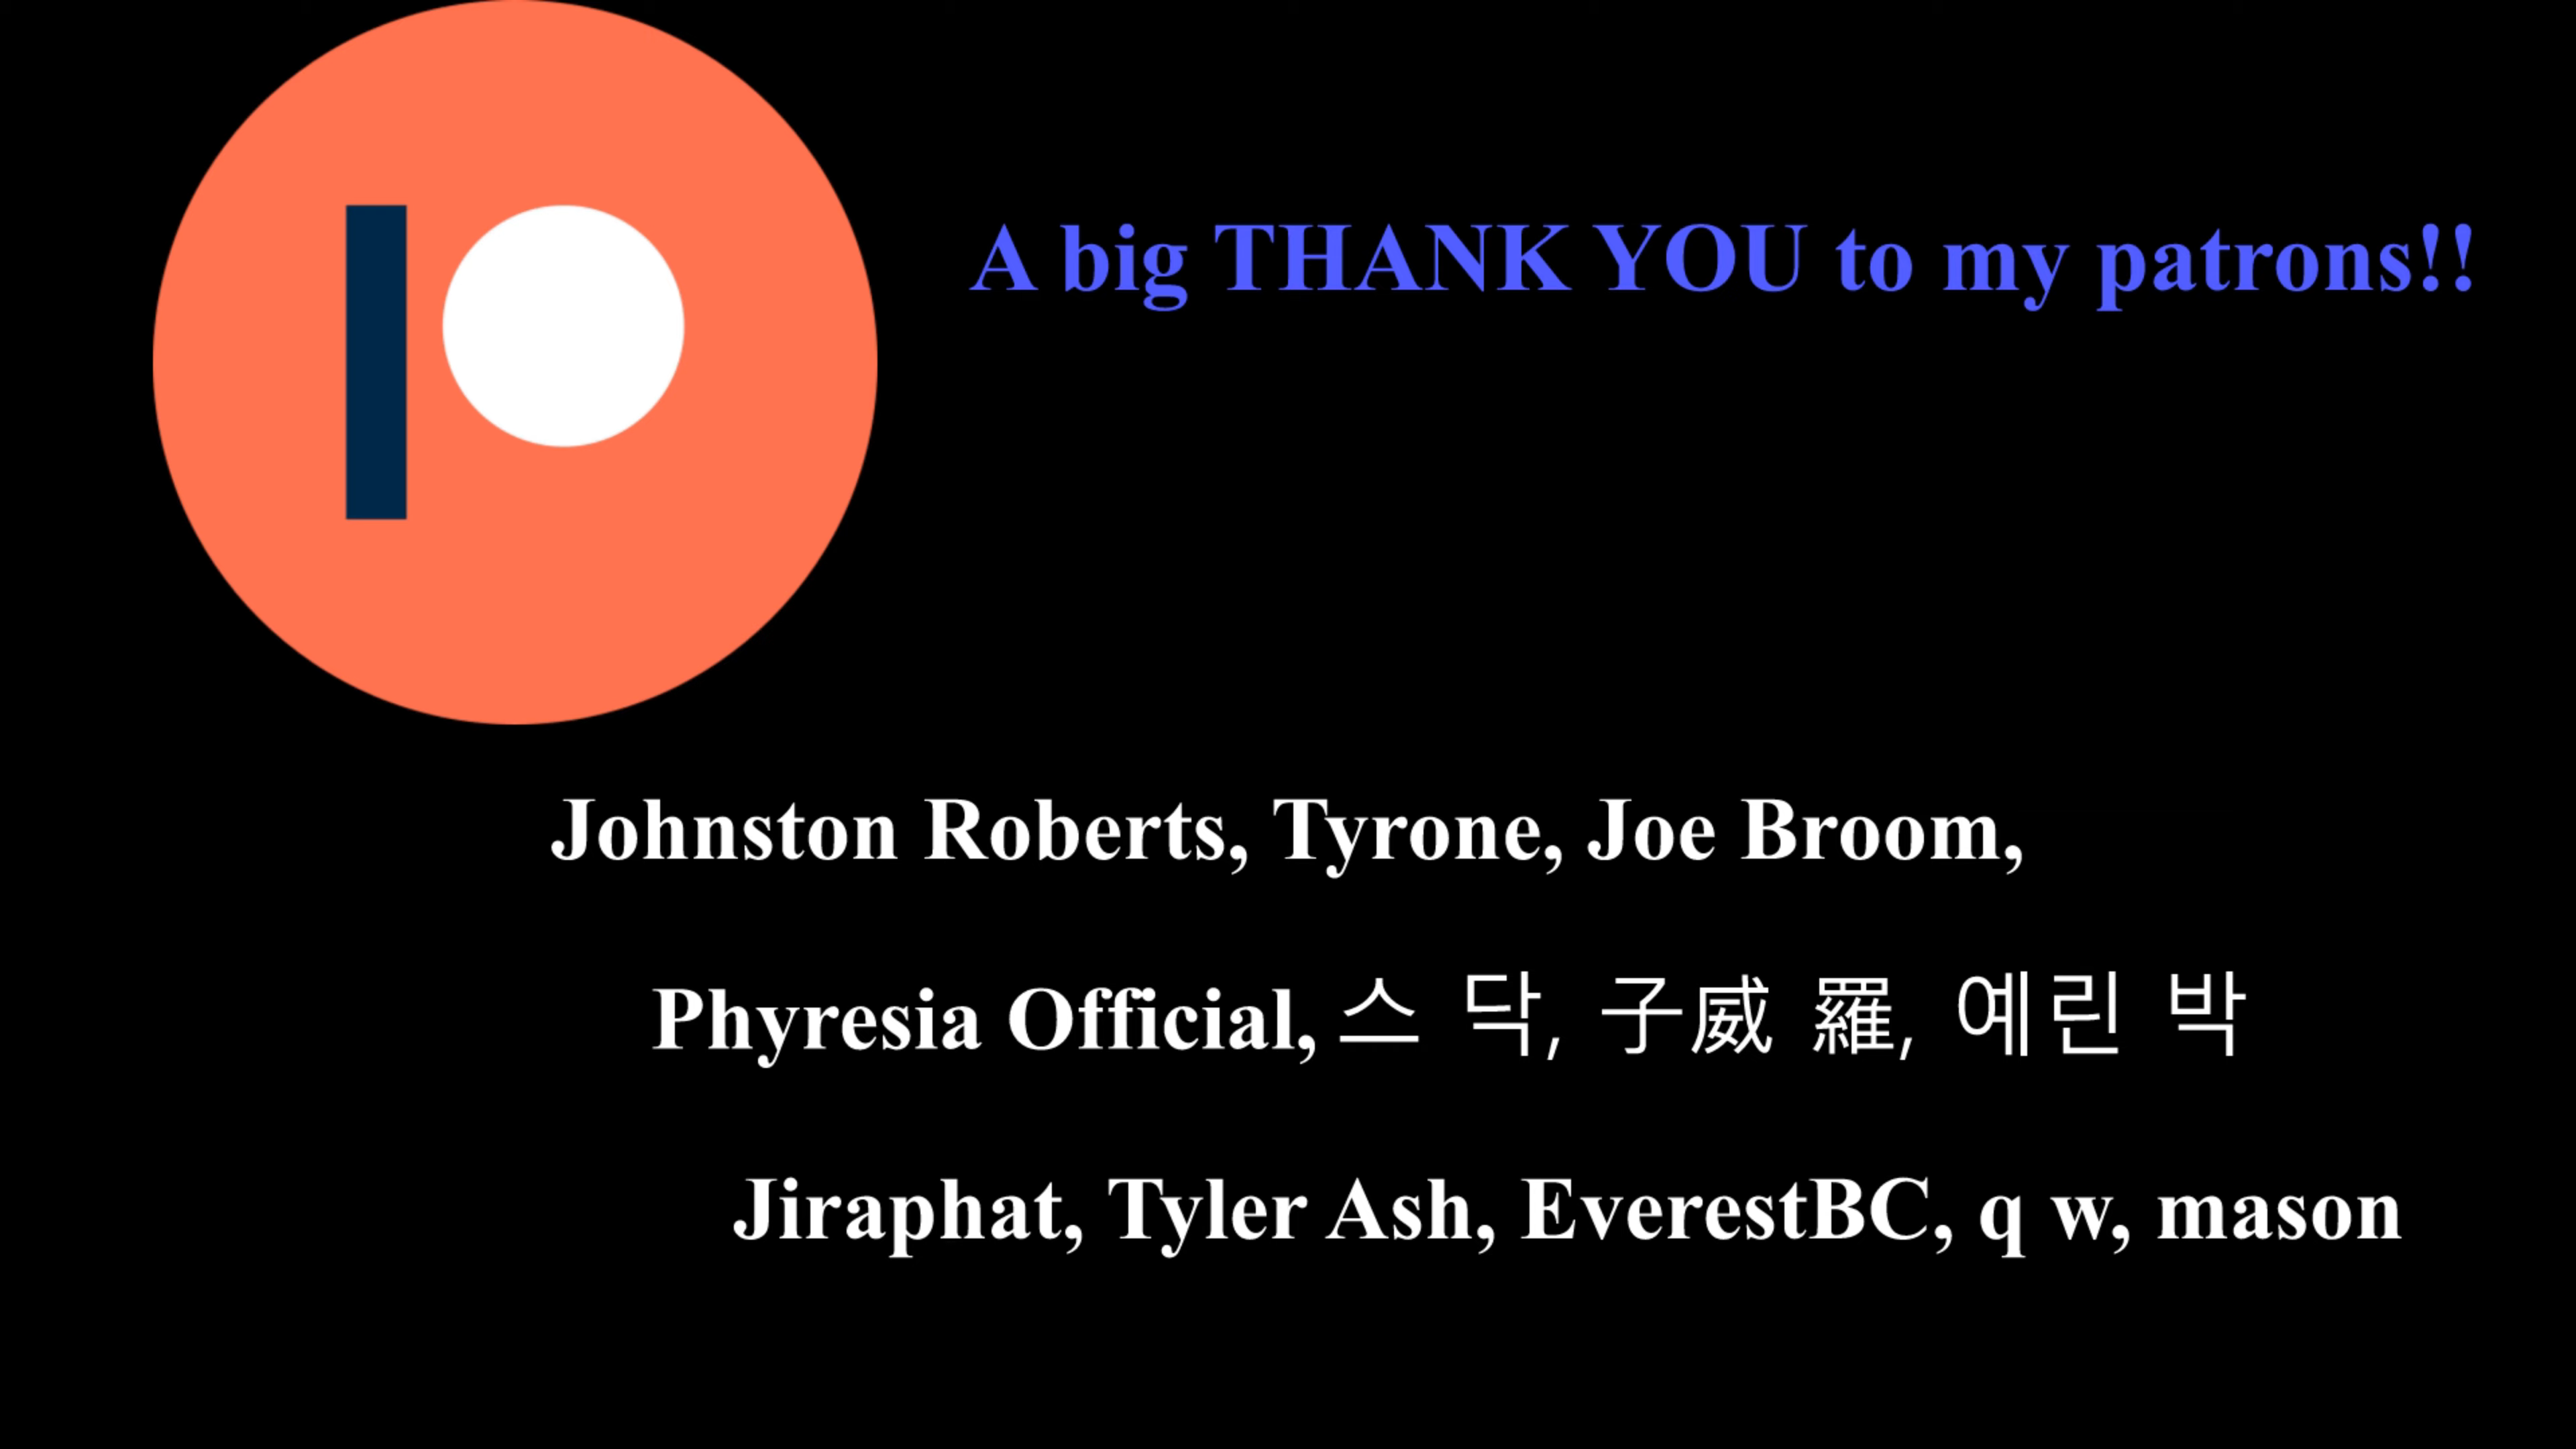 A big THANK YOU to my patrons!!
Johnston Roberts, Tyrone, Joe Broom,
Phyresia Official, 스 닥, 子威 羅, 예린 박
Jiraphat, Tyler Ash, EverestBC, q w, mason